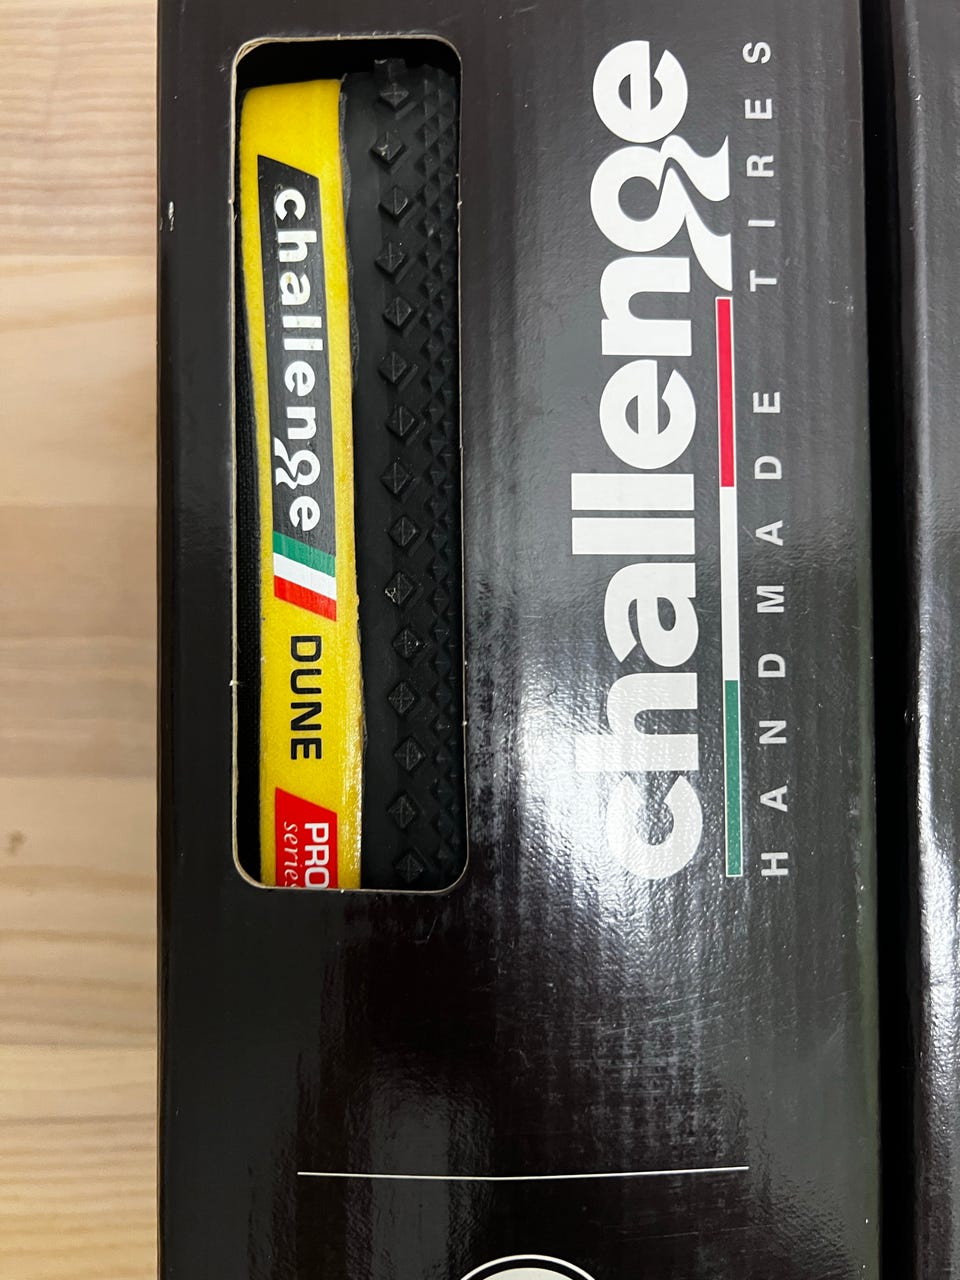 challenge
DUNE
PRO
series
challenge
HANDMADE TIRES